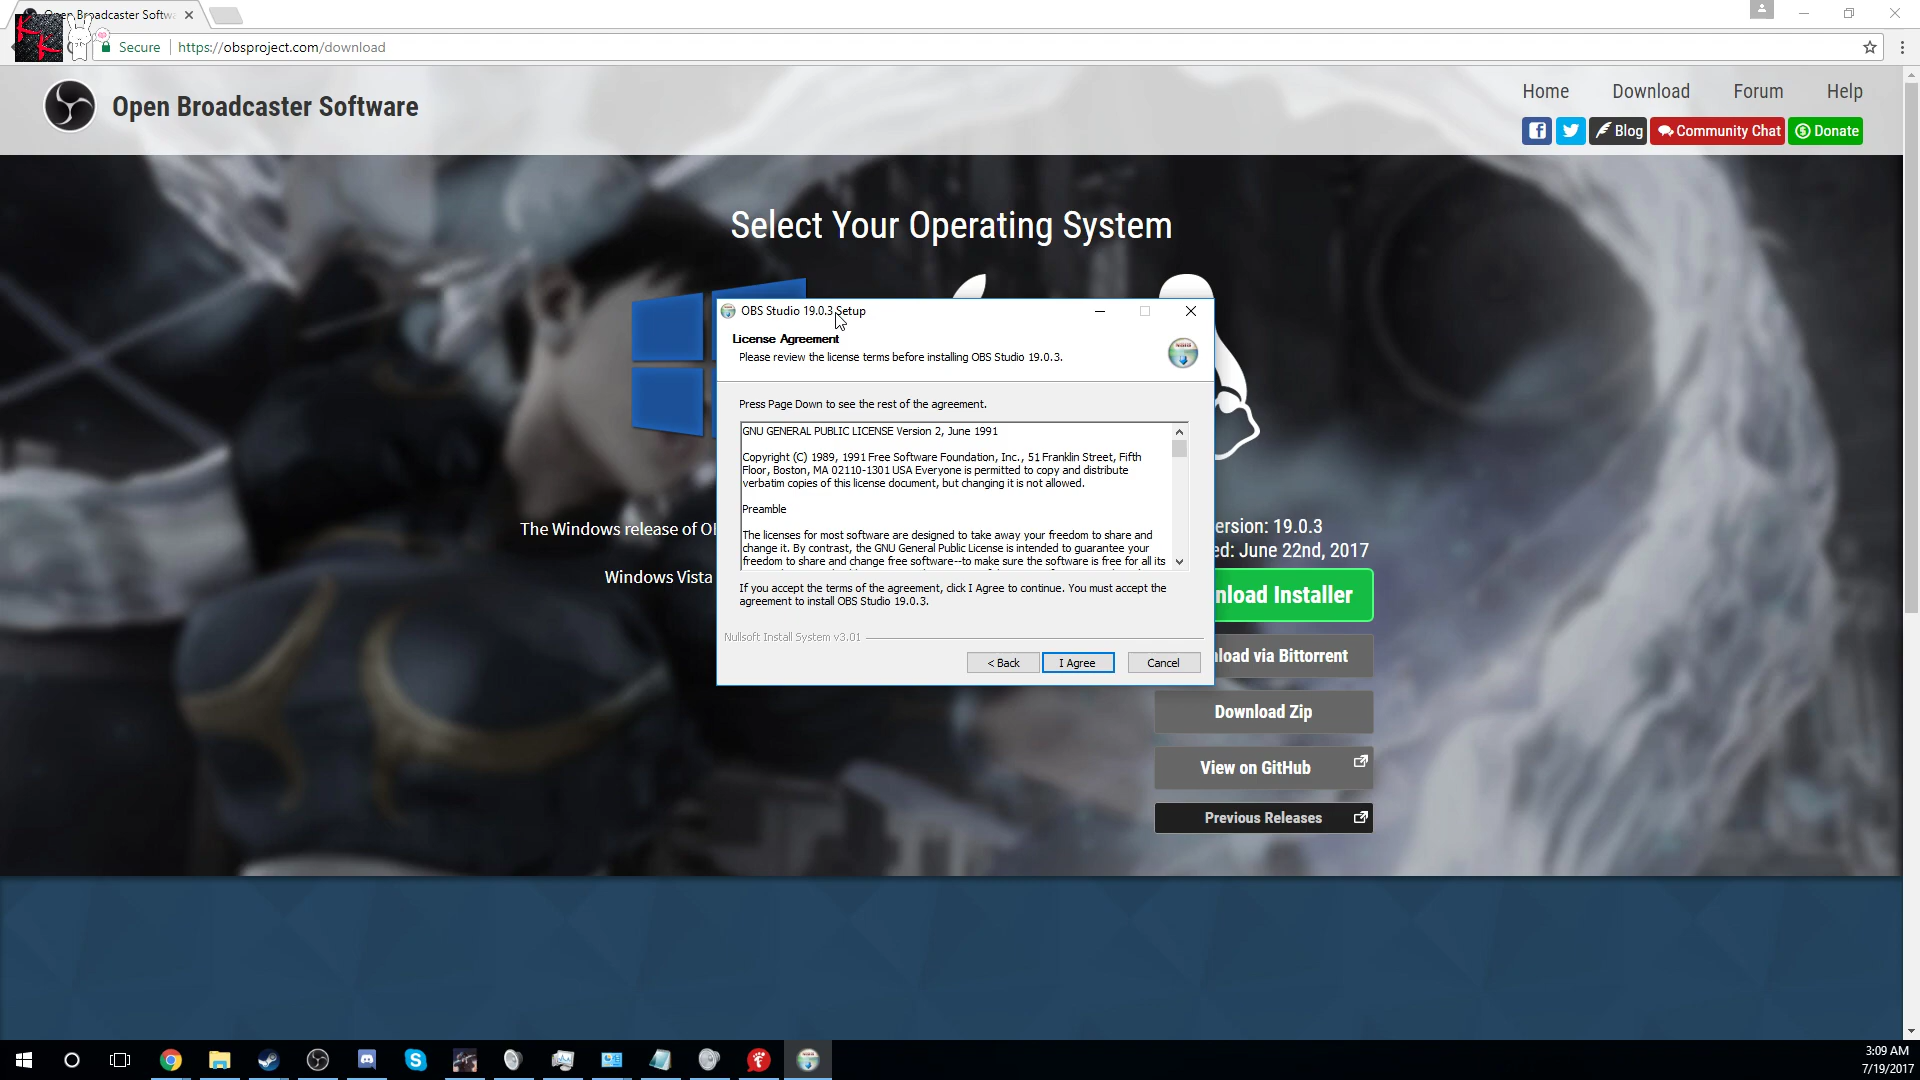 Open Broadcaster Softw
Secure
https://obsproject.com/download
Open Broadcaster Software
Home
Download
Forum
Help
Blog
Community Chat
Donate
Select Your Operating System
OBS Studio 19.0.3 Setup
License Agreement
Please review the license terms before installing OBS Studio 19.0.3.
Press Page Down to see the rest of the agreement.
GNU GENERAL PUBLIC LICENSE Version 2, June 1991
Copyright (C) 1989, 1991 Free Software Foundation, Inc., 51 Franklin Street, Fifth
Floor, Boston, MA 02110-1301 USA Everyone is permitted to copy and distribute
verbatim copies of this license document, but changing it is not allowed.
Preamble
The licenses for most software are designed to take away your freedom to share and
change it. By contrast, the GNU General Public License is intended to guarantee your
freedom to share and change free software--to make sure the software is free for all its
If you accept the terms of the agreement, click I Agree to continue. You must accept the
agreement to install OBS Studio 19.0.3.
Nullsoft Install System v3.01
< Back
I Agree
Cancel
The Windows release of O
Windows Vista
ersion: 19.0.3
ed: June 22nd, 2017
nload Installer
load via Bittorrent
Download Zip
View on GitHub
Previous Releases
3:09 AM
7/19/2017